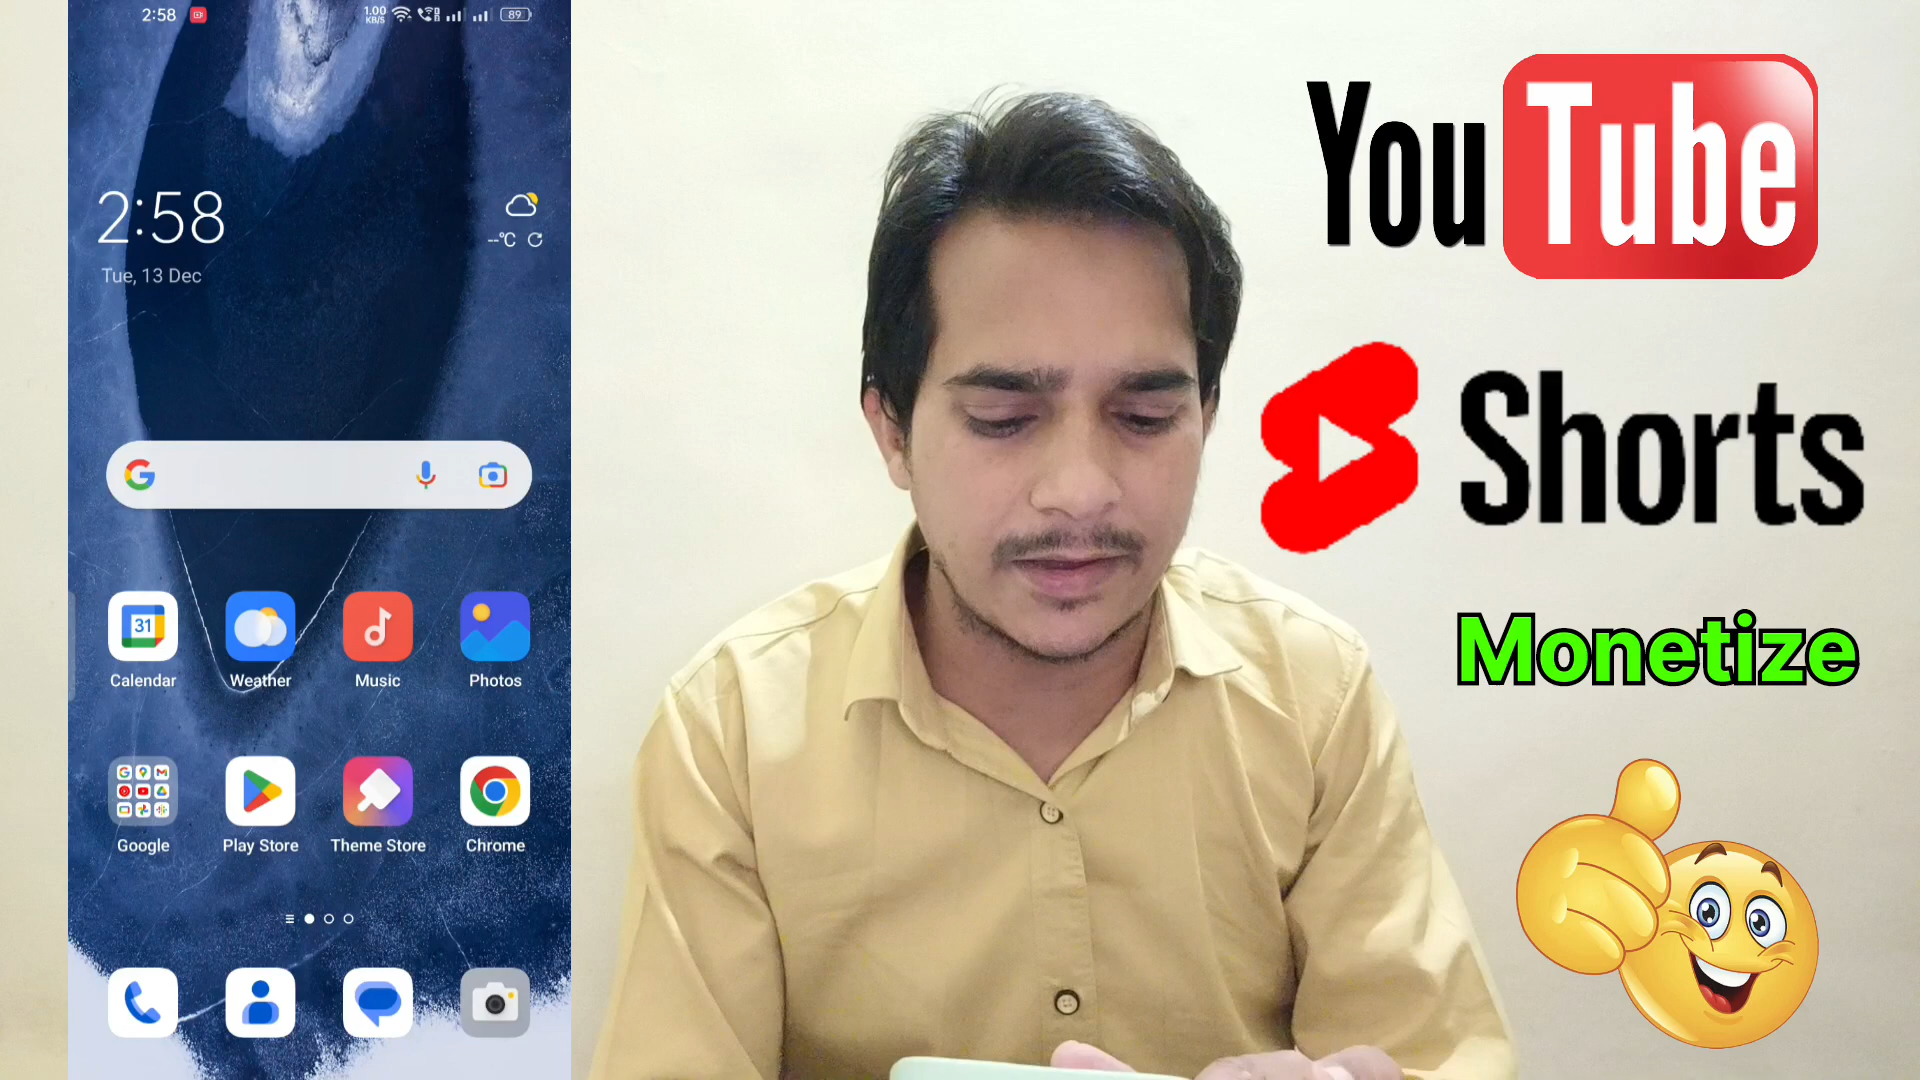 2:58
1.00
KB/S
89
2:58
--°C
Tue, 13 Dec
31
Calendar
Weather
Music
Photos
Google
Play Store
Theme Store
Chrome
YouTube
Shorts
Monetize